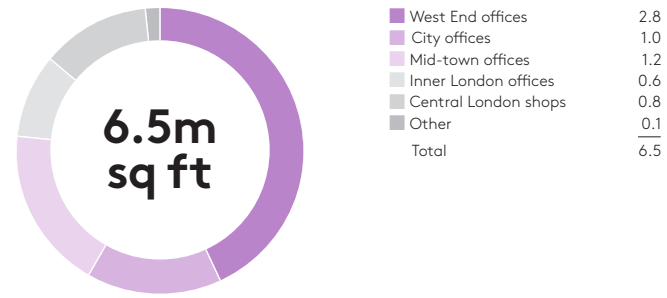 6.5m
sq ft
West End offices 2.8
City offices 1.0
Mid-town offices 1.2
Inner London offices 0.6
Central London shops 0.8
Other 0.1
Total 6.5